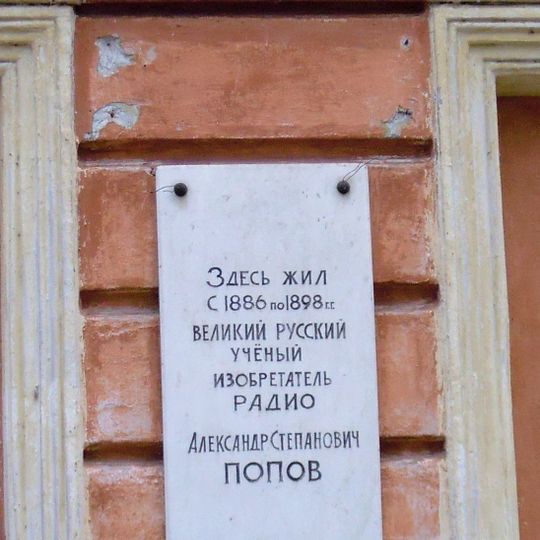 Здесь жил
с 1886 по 1898 г.г.
великий русский
учёный
изобретатель
радио
Александр Степанович
Попов